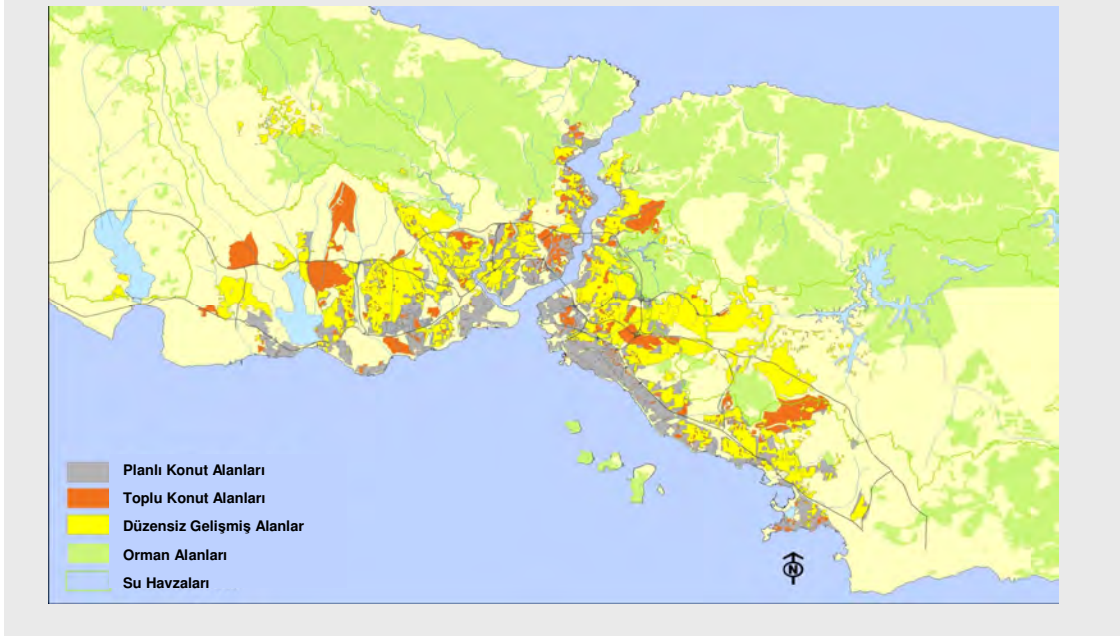 Planlı Konut Alanları
Toplu Konut Alanları
Düzensiz Gelişmiş Alanlar
Orman Alanları
Su Havzaları
N